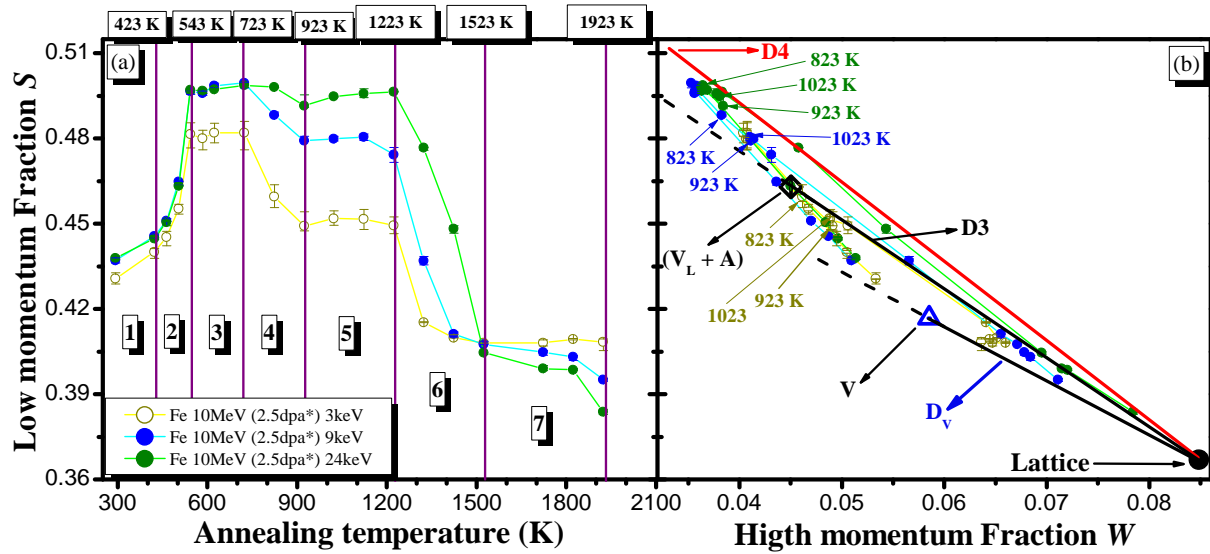 423 K 543 K 723 K 923 K 1223 K 1523 K 1923 K
(a)
Low momentum Fraction S
0.51
0.48
0.45
0.42
0.39
0.36
1 2 3 4 5 6 7
Fe 10MeV (2.5dpa*) 3keV
Fe 10MeV (2.5dpa*) 9keV
Fe 10MeV (2.5dpa*) 24keV
300 600 900 1200 1500 1800 2100
Annealing temperature (K)
(b)
D4
823 K
1023 K
923 K
1023 K
823 K
923 K
D3
(V_L + A)
823 K
923 K
1023
V
D_V
Lattice
0.04 0.05 0.06 0.07 0.08
Higth momentum Fraction W